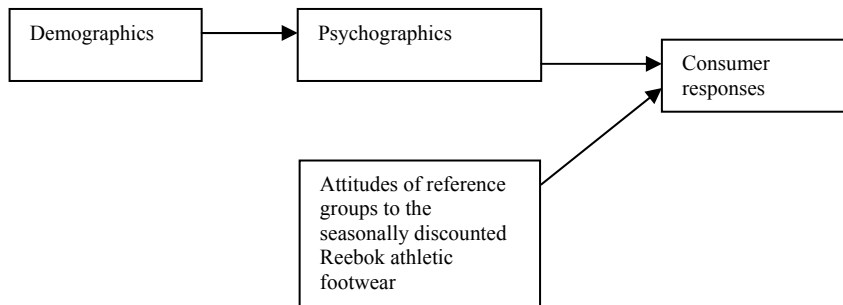 Demographics
Psychographics
Consumer
responses
Attitudes of reference
groups to the
seasonally discounted
Reebok athletic
footwear